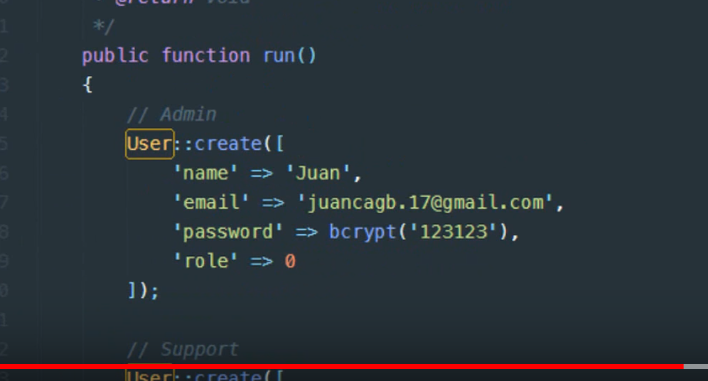 @return void
*/
public function run()
{
// Admin
User::create([
'name' => 'Juan',
'email' => 'juancagb.17@gmail.com',
'password' => bcrypt('123123'),
'role' => 0
]);
// Support
User::create([